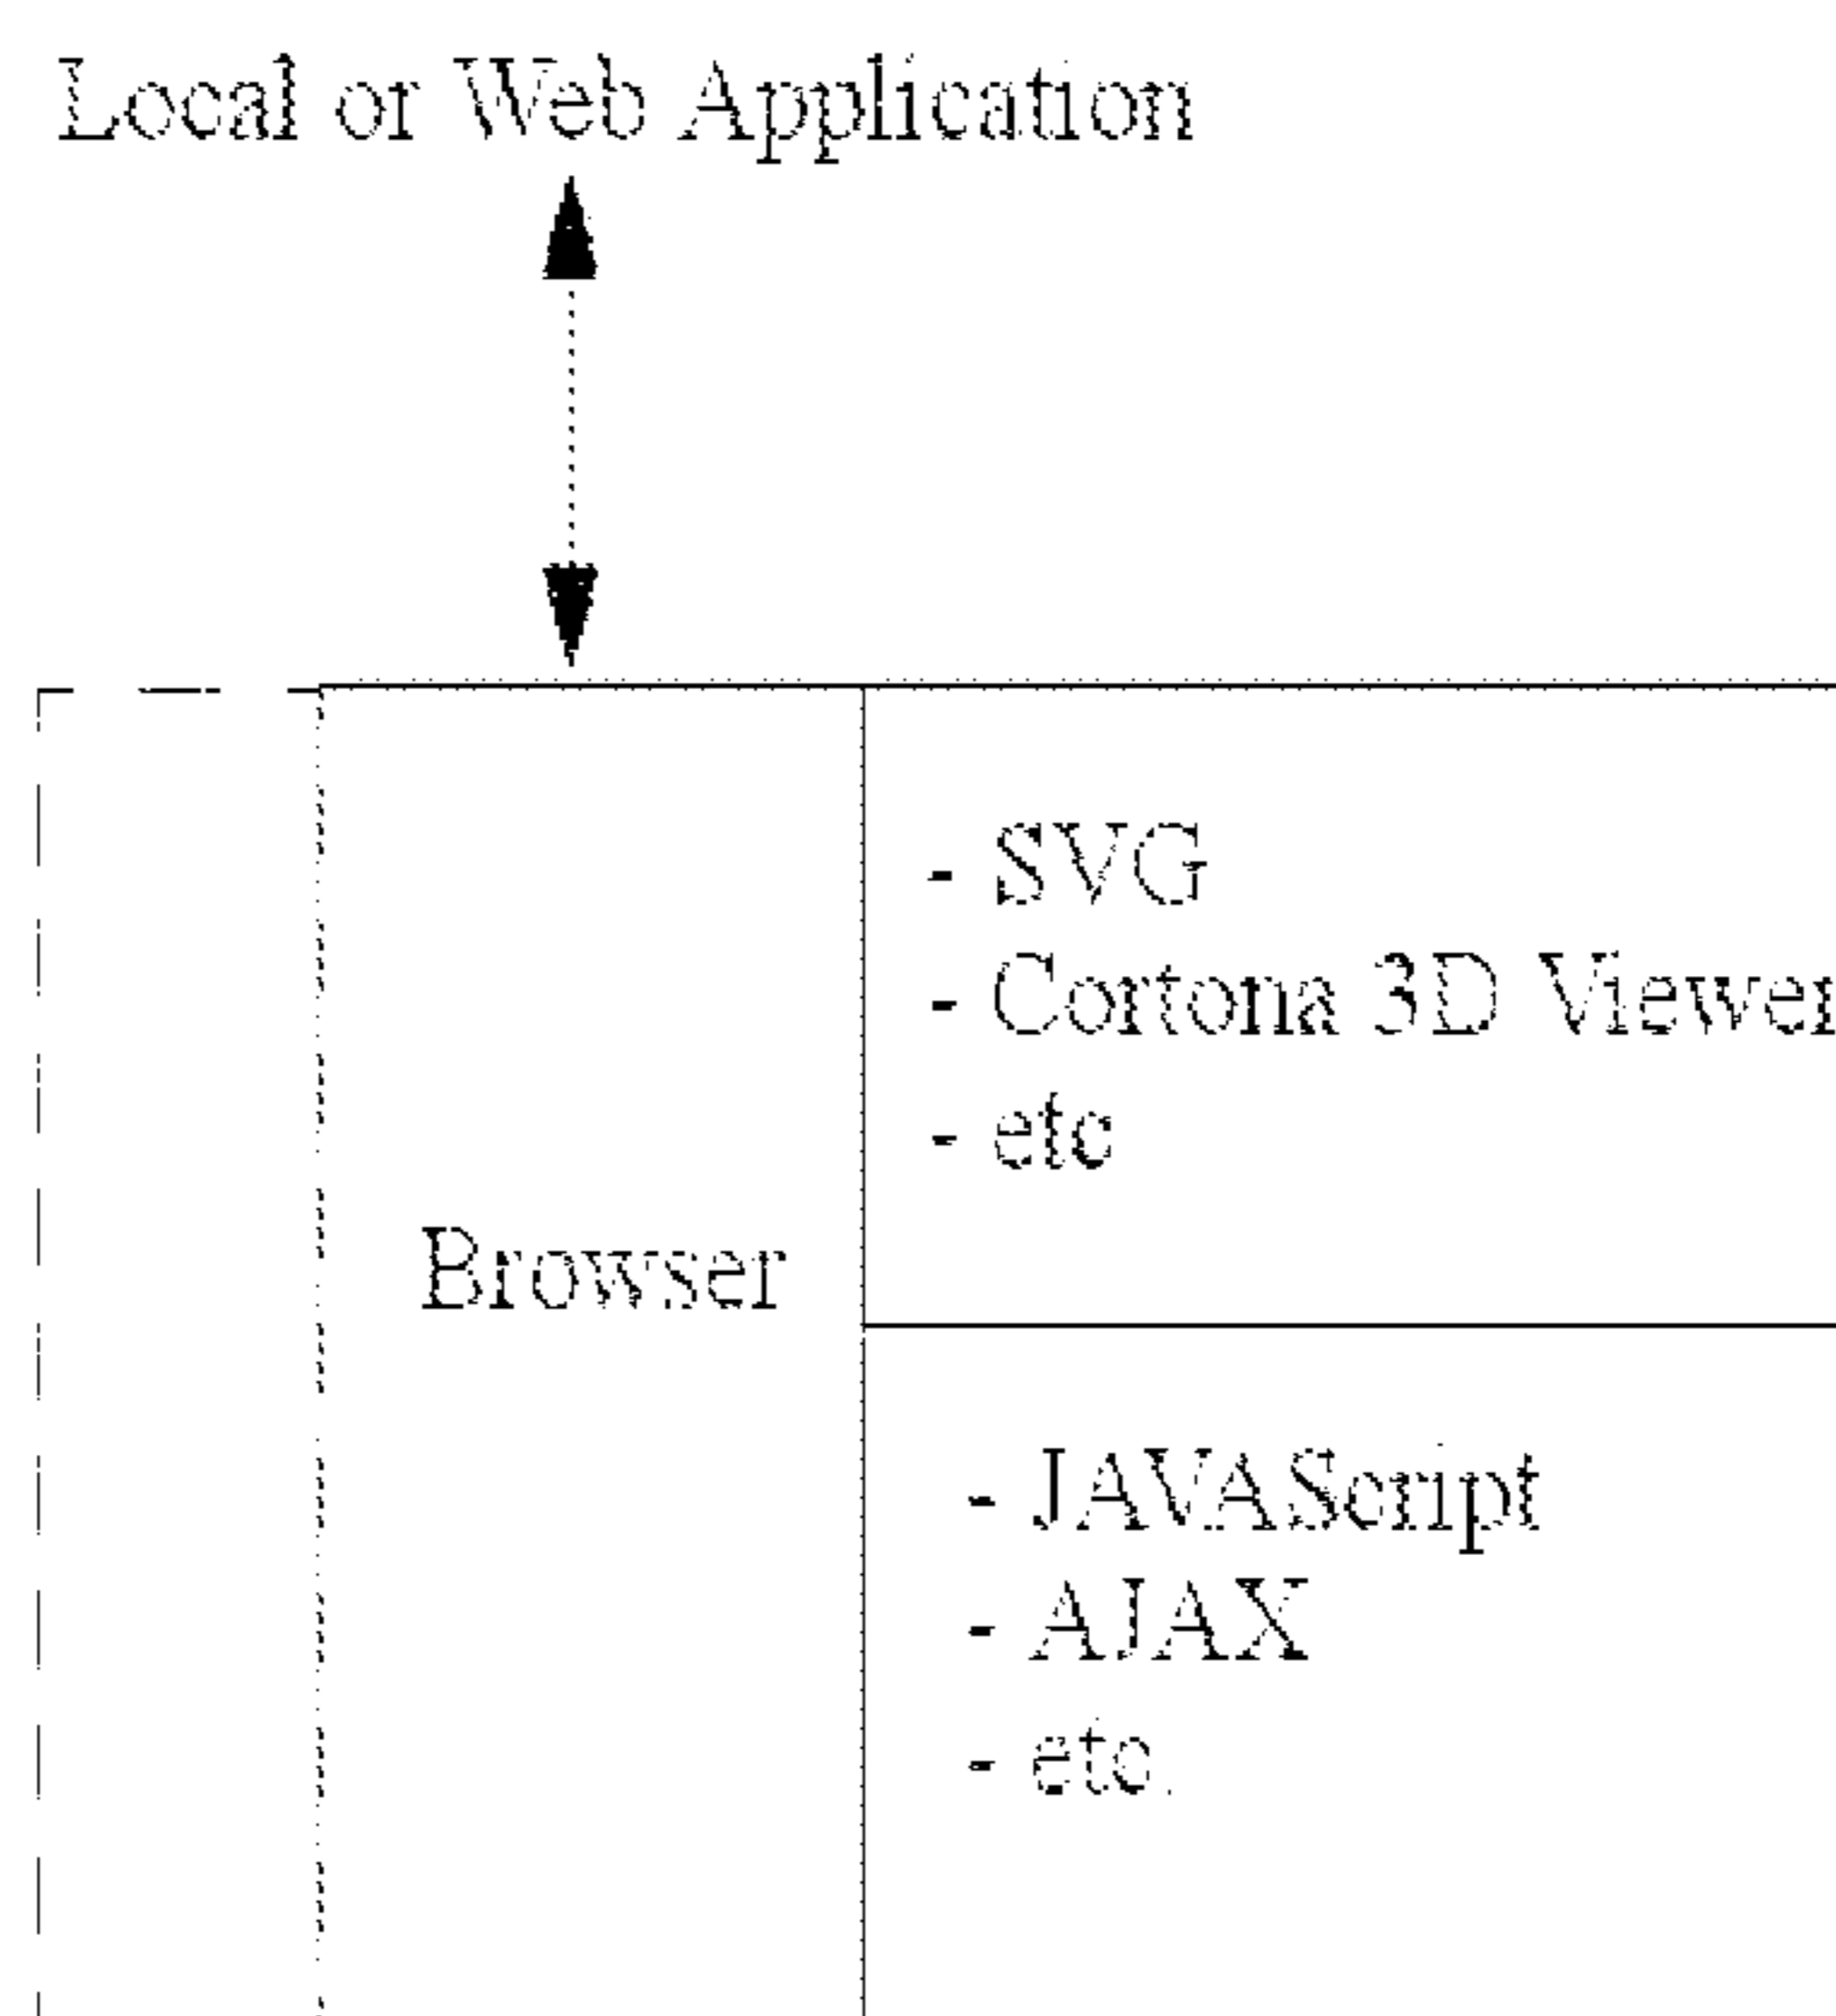 Local or Web Application
- SVG
- Cortona 3D Viewer
- etc
Browser
- JAVAScript
- AJAX
- etc.